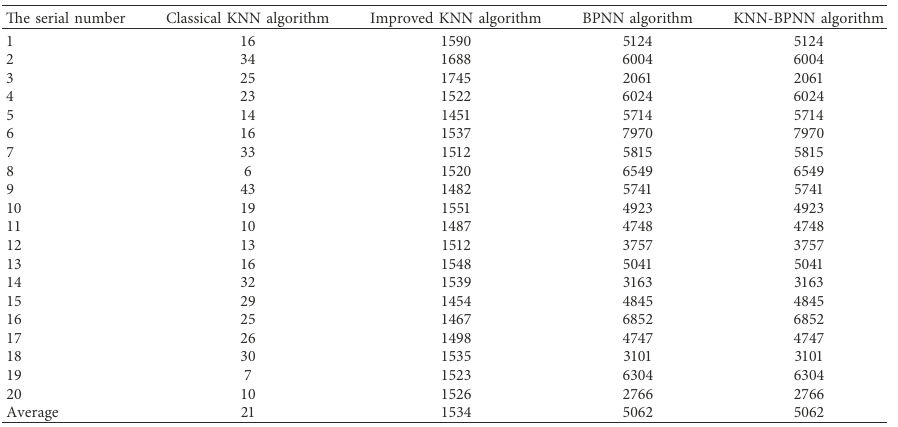 The serial number Classical KNN algorithm Improved KNN algorithm BPNN algorithm KNN-BPNN algorithm
1 16 1590 5124 5124
2 34 1688 6004 6004
3 25 1745 2061 2061
4 23 1522 6024 6024
5 14 1451 5714 5714
6 16 1537 7970 7970
7 33 1512 5815 5815
8 6 1520 6549 6549
9 43 1482 5741 5741
10 19 1551 4923 4923
11 10 1487 4748 4748
12 13 1512 3757 3757
13 16 1548 5041 5041
14 32 1539 3163 3163
15 29 1454 4845 4845
16 25 1467 6852 6852
17 26 1498 4747 4747
18 30 1535 3101 3101
19 7 1523 6304 6304
20 10 1526 2766 2766
Average 21 1534 5062 5062